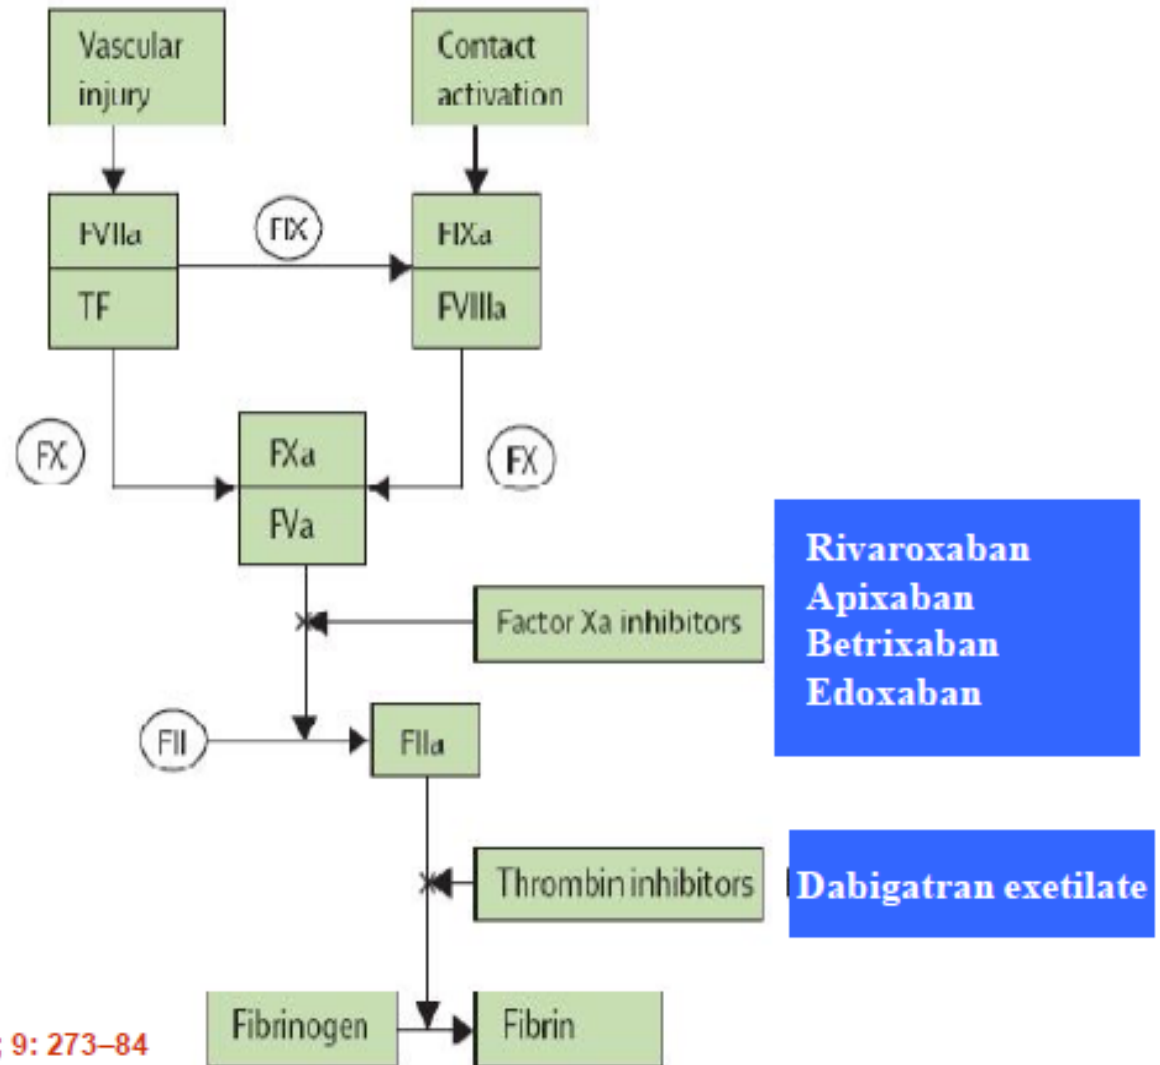 Vascular
injury
Contact
activation
FVIIa
TF
FIX
FIXa
FVIIIa
FX
FXa
FVa
FX
Factor Xa inhibitors
Rivaroxaban
Apixaban
Betrixaban
Edoxaban
FII
FIIa
Thrombin inhibitors
Dabigatran exetilate
Fibrinogen
Fibrin
; 9: 273–84